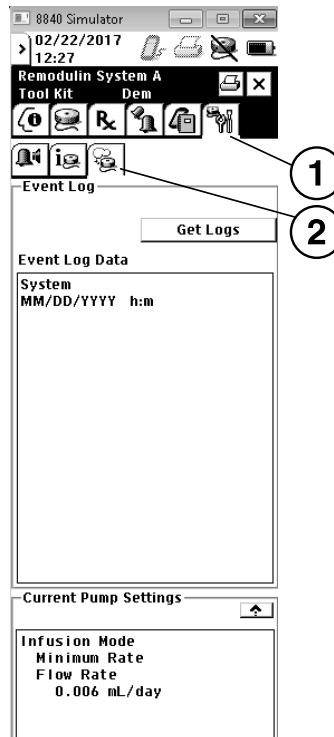 8840 Simulator
02/22/2017
12:27
Remodulin System A
Tool Kit Dem
Rx
i
1
2
Event Log
Get Logs
Event Log Data
System
MM/DD/YYYY h:m
Current Pump Settings
Infusion Mode
Minimum Rate
Flow Rate
0.006 mL/day